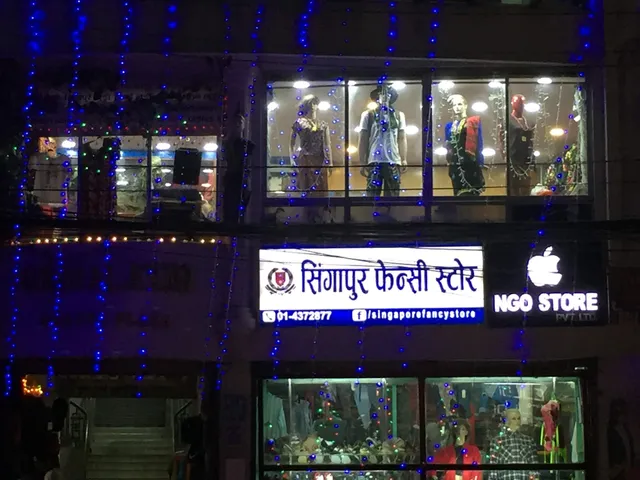 सिंगापुर फेन्सी स्टोर
01-4372877 /singaporefancystore
NGO STORE
PVT. LTD.